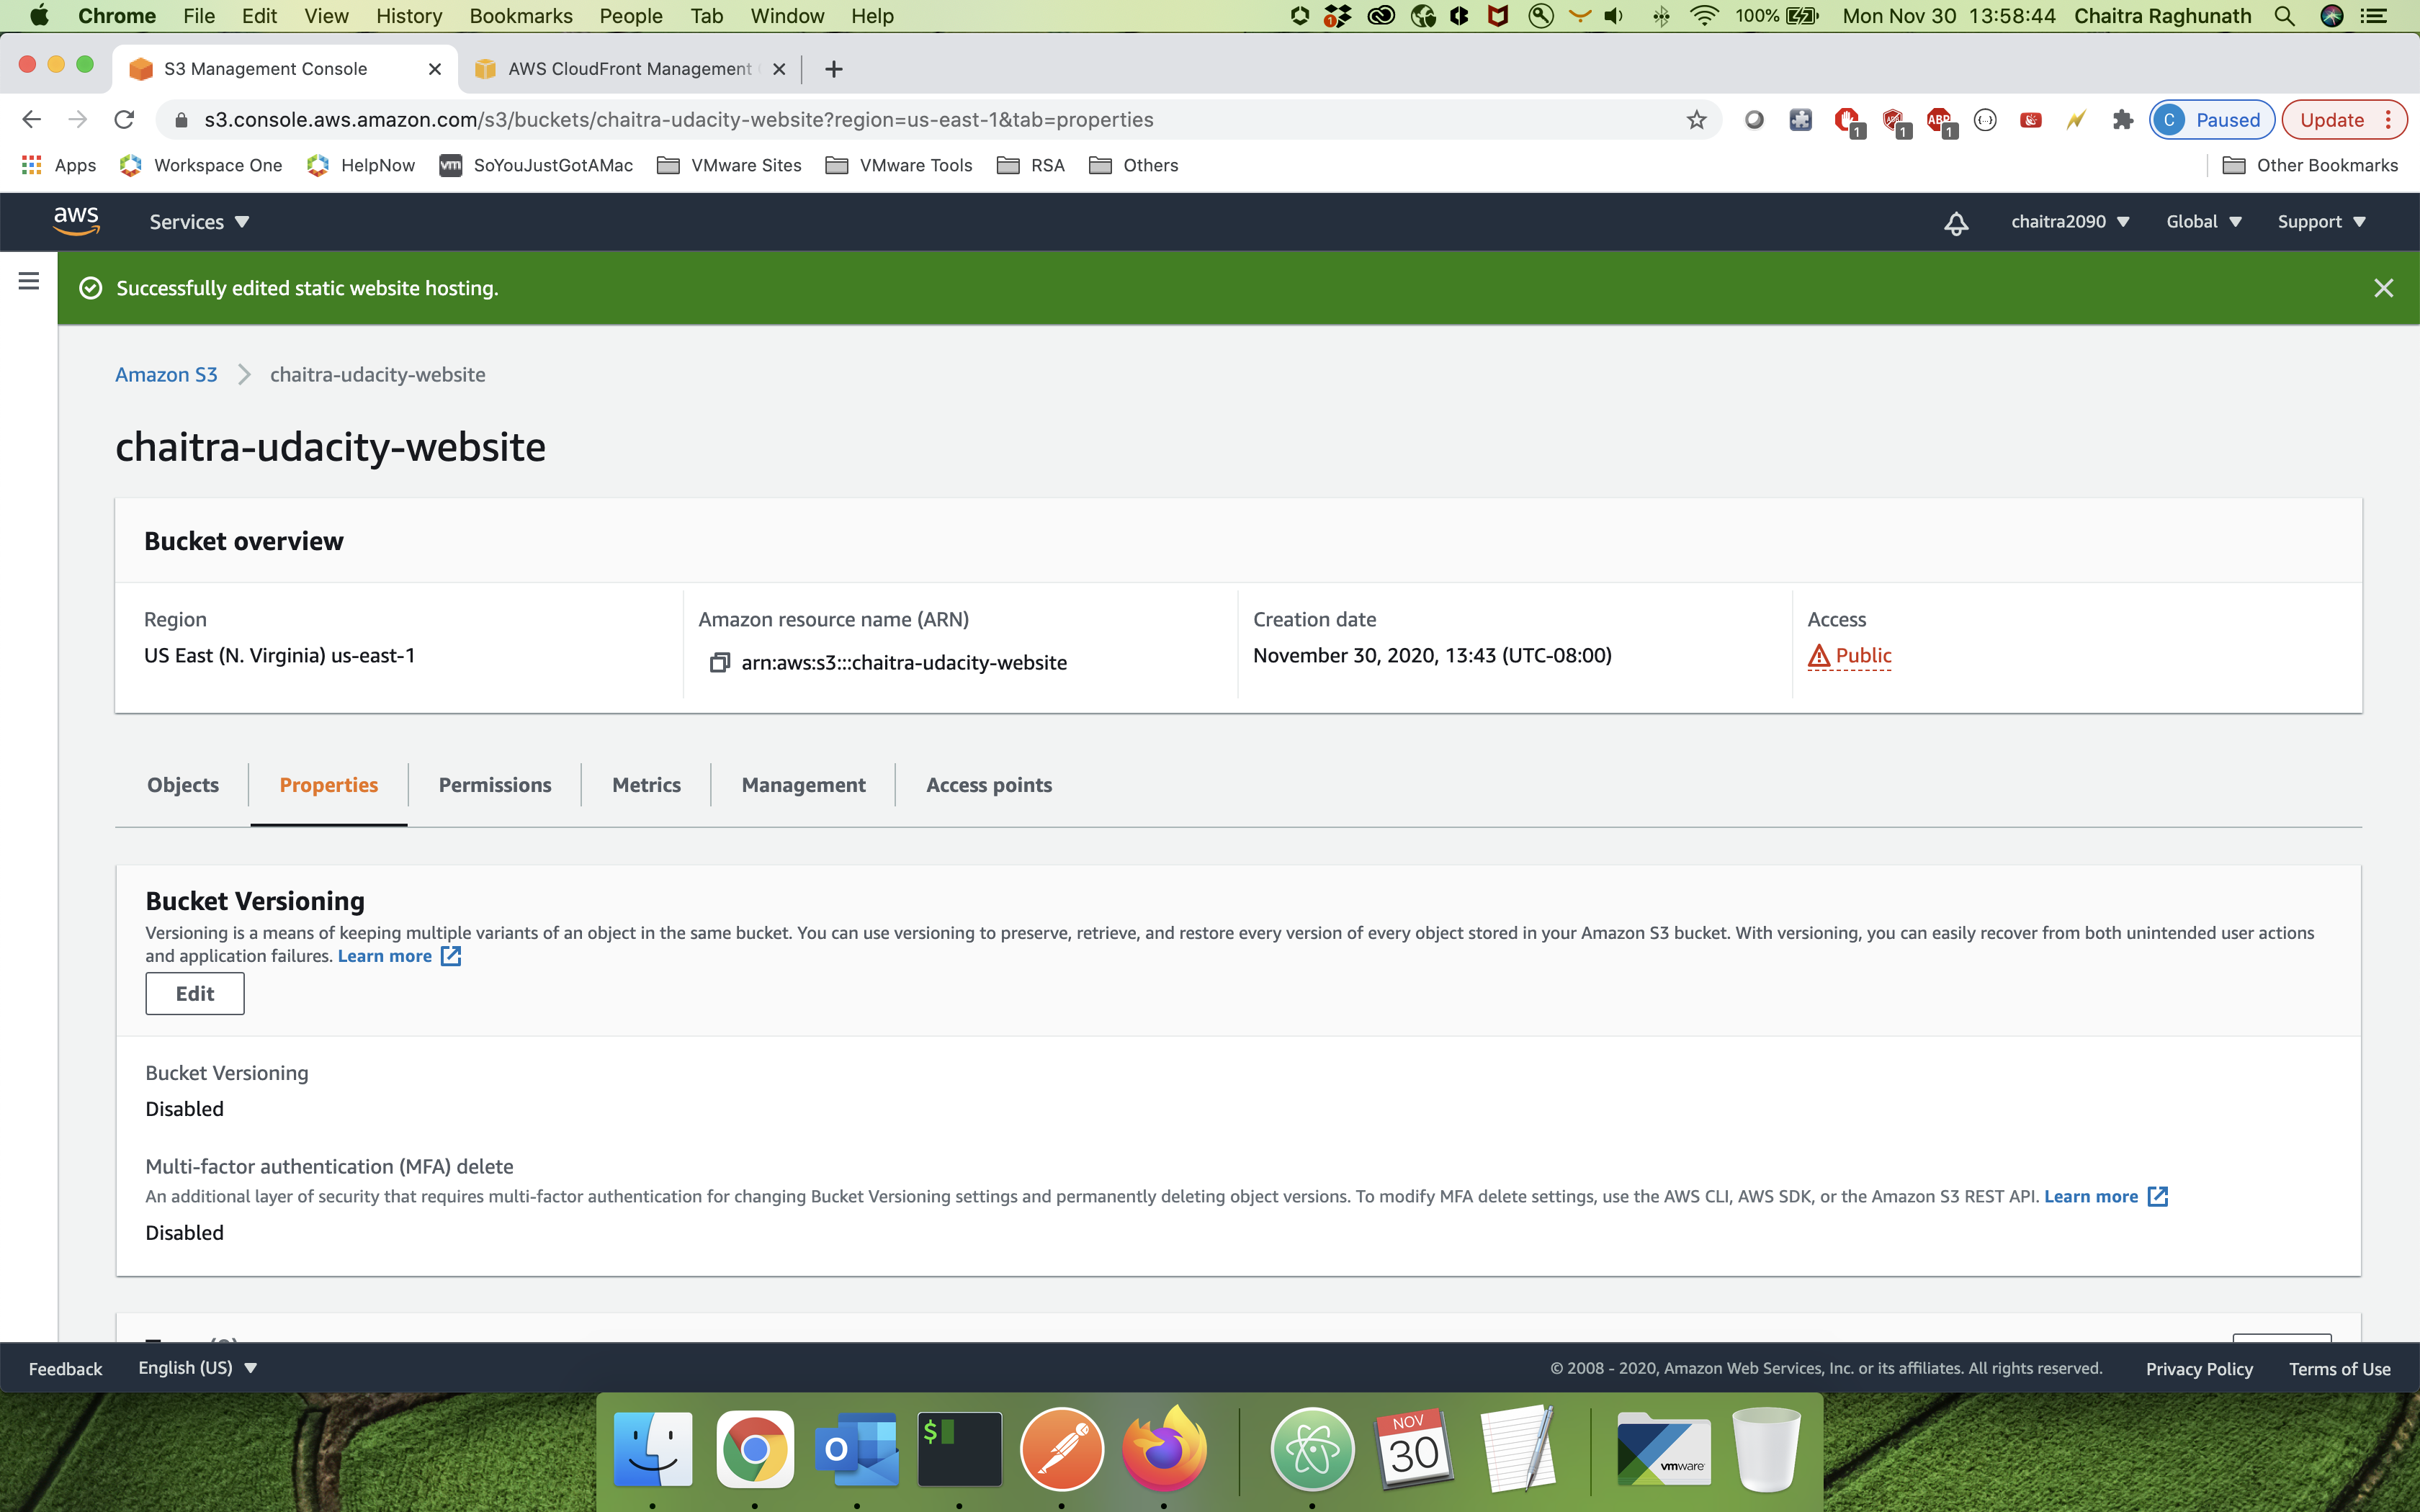 Chrome File Edit View History Bookmarks People Tab Window Help 1 100% Mon Nov 30 13:58:44 Chaitra Raghunath
S3 Management Console AWS CloudFront Management
s3.console.aws.amazon.com/s3/buckets/chaitra-udacity-website?region=us-east-1&tab=properties 1 1 ABP 1 C Paused Update
Apps Workspace One HelpNow vm SoYouJustGotAMac VMware Sites VMware Tools RSA Others Other Bookmarks
aws Services chaitra2090 Global Support
Successfully edited static website hosting.
Amazon S3 chaitra-udacity-website
chaitra-udacity-website
Bucket overview
Region Amazon resource name (ARN) Creation date Access
US East (N. Virginia) us-east-1 arn:aws:s3:::chaitra-udacity-website November 30, 2020, 13:43 (UTC-08:00) Public
Objects Properties Permissions Metrics Management Access points
Bucket Versioning
Versioning is a means of keeping multiple variants of an object in the same bucket. You can use versioning to preserve, retrieve, and restore every version of every object stored in your Amazon S3 bucket. With versioning, you can easily recover from both unintended user actions
and application failures. Learn more
Edit
Bucket Versioning
Disabled
Multi-factor authentication (MFA) delete
An additional layer of security that requires multi-factor authentication for changing Bucket Versioning settings and permanently deleting object versions. To modify MFA delete settings, use the AWS CLI, AWS SDK, or the Amazon S3 REST API. Learn more
Disabled
Feedback English (US) © 2008 - 2020, Amazon Web Services, Inc. or its affiliates. All rights reserved. Privacy Policy Terms of Use
$ NOV
O 30 vmware